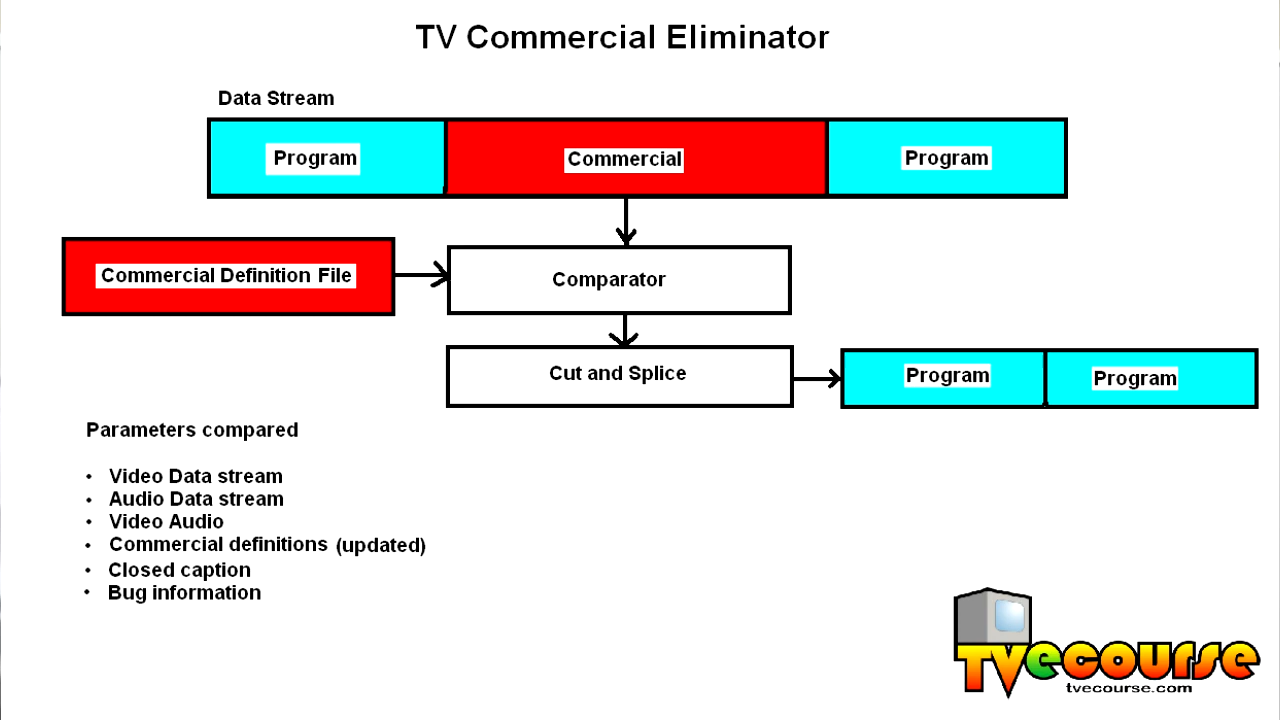 TV Commercial Eliminator
Data Stream
Program
Commercial
Program
Commercial Definition File
Comparator
Cut and Splice
Program
Program
Parameters compared
• Video Data stream
• Audio Data stream
• Video Audio
• Commercial definitions (updated)
• Closed caption
• Bug information
TVecourse
tvecourse.com